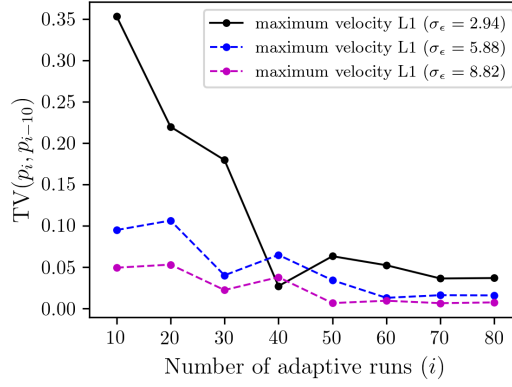 maximum velocity L1 (σ_ϵ = 2.94)
maximum velocity L1 (σ_ϵ = 5.88)
maximum velocity L1 (σ_ϵ = 8.82)
TV(p_i, p_{i−10})
0.35
0.30
0.25
0.20
0.15
0.10
0.05
0.00
10 20 30 40 50 60 70 80
Number of adaptive runs (i)